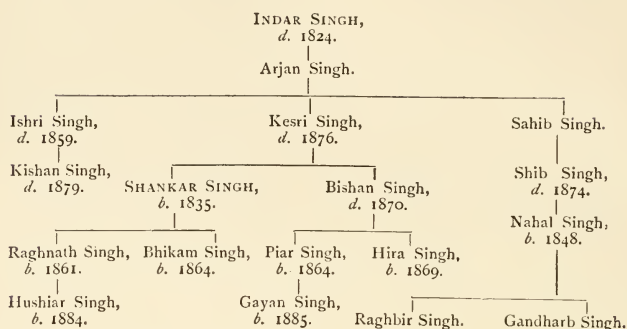 INDAR SINGH,
d. 1824.
Arjan Singh.
Ishri Singh,
d. 1859.
Kesri Singh,
d. 1876.
Sahib Singh.
Kishan Singh,
d. 1879.
SHANKAR SINGH,
b. 1835.
Bishan Singh,
d. 1870.
Shib Singh,
d. 1874.
Nahal Singh,
b. 1848.
Raghnath Singh,
b. 1861.
Bhikam Singh,
b. 1864.
Piar Singh,
b. 1864.
Hira Singh,
b. 1869.
Hushiar Singh,
b. 1884.
Gayan Singh,
b. 1885.
Raghbir Singh.
Gandharb Singh.